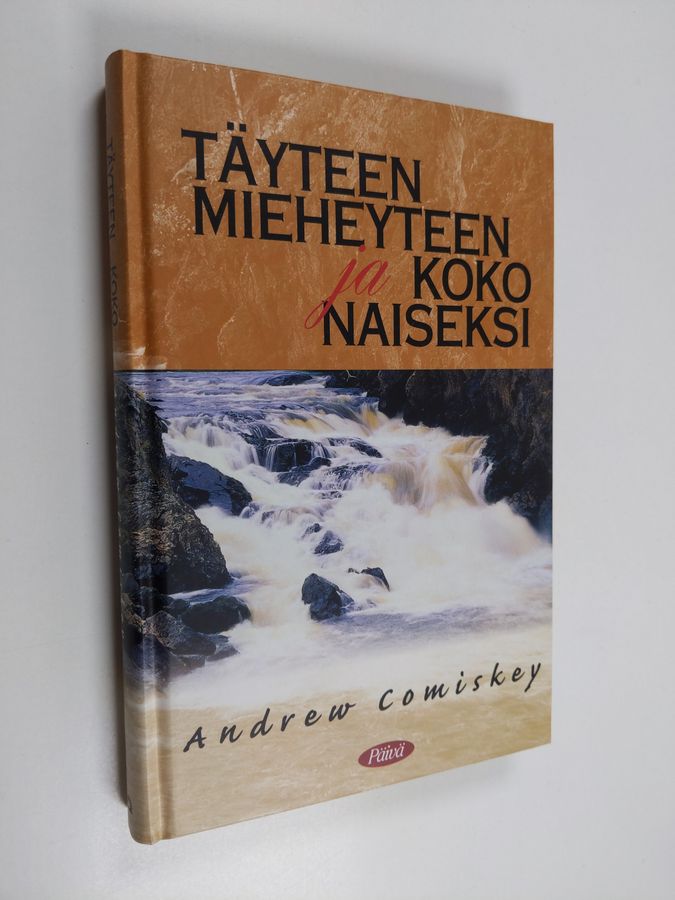 TÄYTEEN
MIEHEYTEEN
ja KOKO
NAISEKSI
Andrew Comiskey
Päivä
TÄYTEEN KOKO